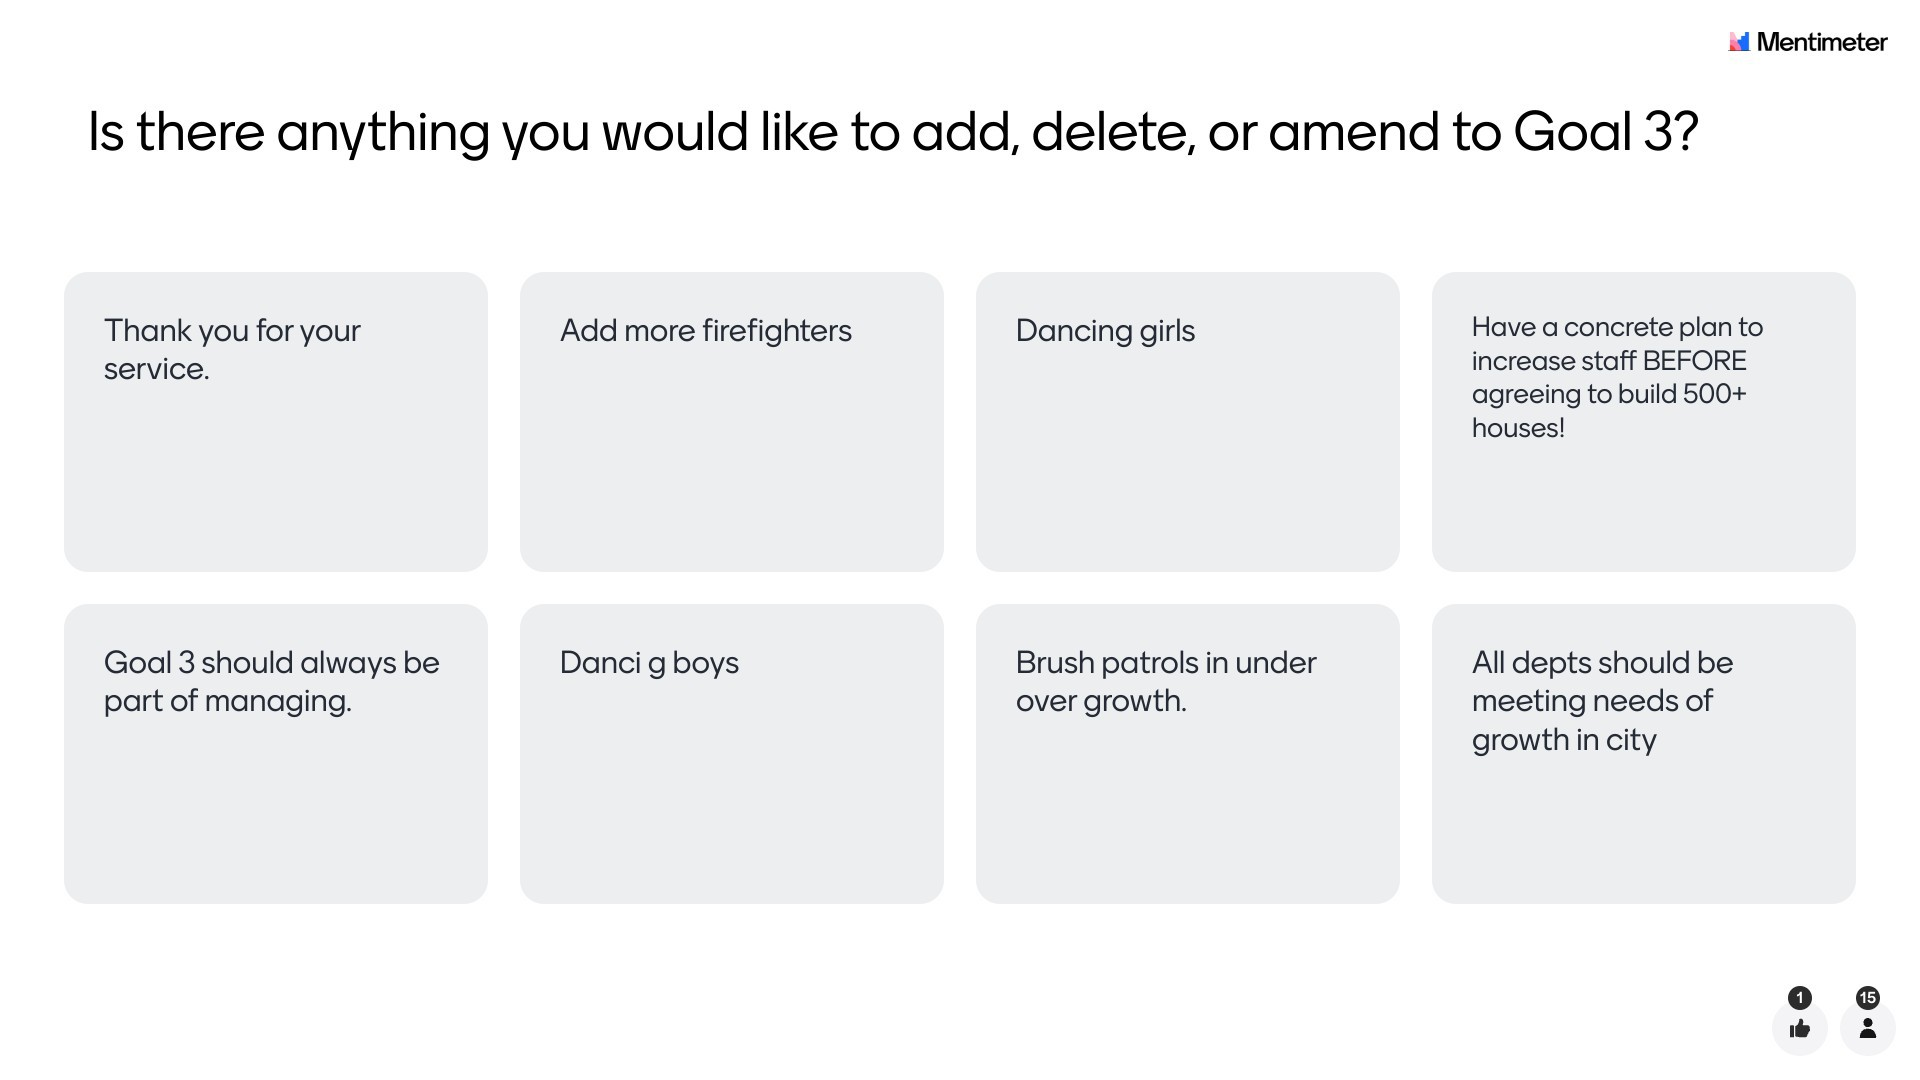 Mentimeter
Is there anything you would like to add, delete, or amend to Goal 3?
Thank you for your
service.
Add more firefighters
Dancing girls
Have a concrete plan to
increase staff BEFORE
agreeing to build 500+
houses!
Goal 3 should always be
part of managing.
Danci g boys
Brush patrols in under
over growth.
All depts should be
meeting needs of
growth in city
1
15